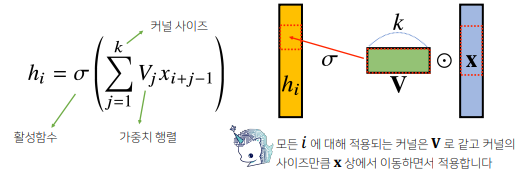 커널 사이즈
h_i = σ ( ∑_{j=1}^{k} V_j x_{i+j-1} )
활성함수
가중치 행렬
k
σ
h_i
V
⊙
x
모든 i 에 대해 적용되는 커널은 V 로 같고 커널의
사이즈만큼 x 상에서 이동하면서 적용합니다